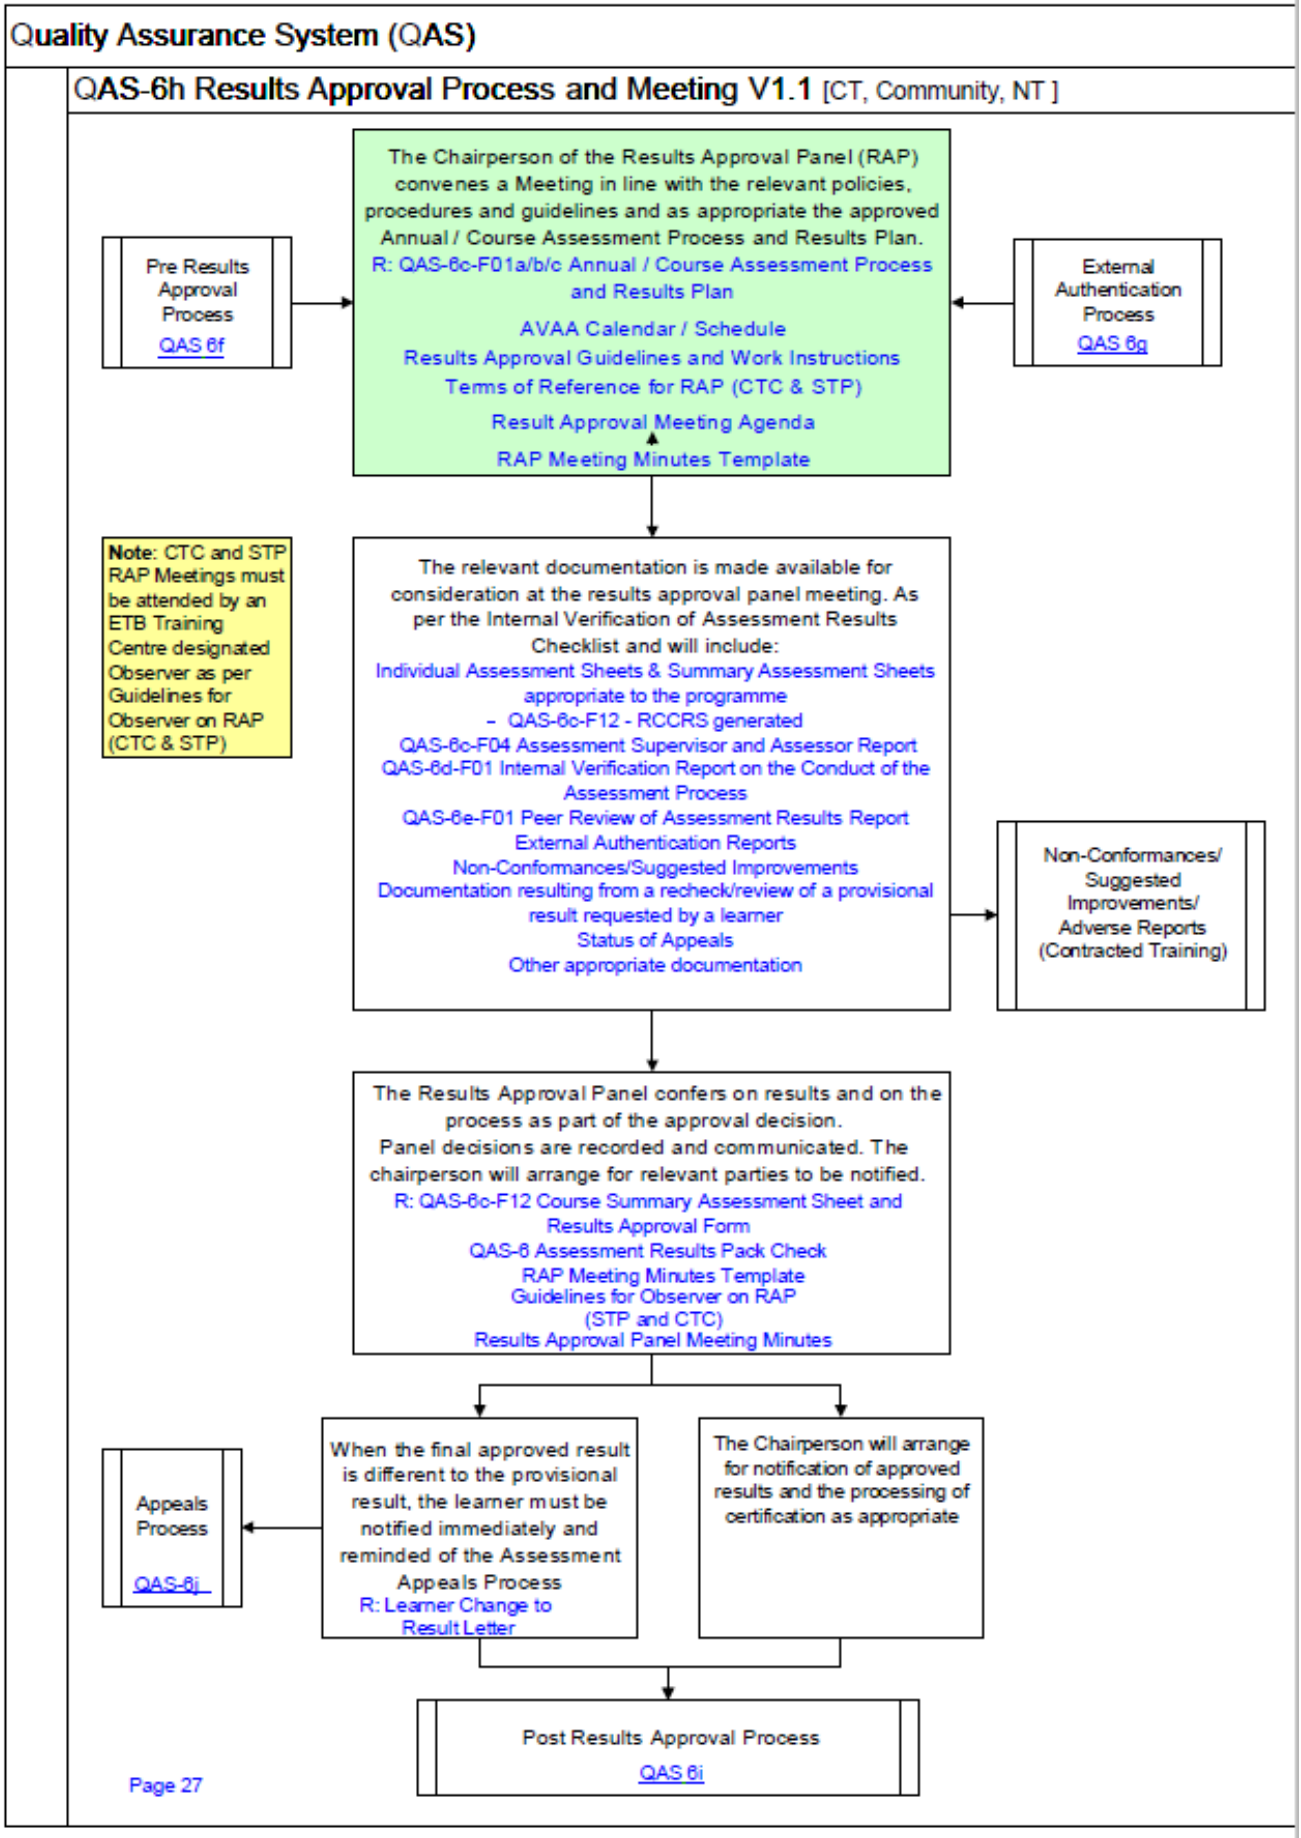 Quality Assurance System (QAS)
QAS-6h Results Approval Process and Meeting V1.1 [CT, Community, NT ]
The Chairperson of the Results Approval Panel (RAP)
convenes a Meeting in line with the relevant policies,
procedures and guidelines and as appropriate the approved
Annual / Course Assessment Process and Results Plan.
R: QAS-6c-F01a/b/c Annual / Course Assessment Process
and Results Plan
AVAA Calendar / Schedule
Results Approval Guidelines and Work Instructions
Terms of Reference for RAP (CTC & STP)
Result Approval Meeting Agenda
RAP Meeting Minutes Template
Pre Results
Approval
Process
QAS 6f
External
Authentication
Process
QAS 6g
Note: CTC and STP
RAP Meetings must
be attended by an
ETB Training
Centre designated
Observer as per
Guidelines for
Observer on RAP
(CTC & STP)
The relevant documentation is made available for
consideration at the results approval panel meeting. As
per the Internal Verification of Assessment Results
Checklist and will include:
Individual Assessment Sheets & Summary Assessment Sheets
appropriate to the programme
– QAS-6c-F12 - RCCRS generated
QAS-6c-F04 Assessment Supervisor and Assessor Report
QAS-6d-F01 Internal Verification Report on the Conduct of the
Assessment Process
QAS-6e-F01 Peer Review of Assessment Results Report
External Authentication Reports
Non-Conformances/Suggested Improvements
Documentation resulting from a recheck/review of a provisional
result requested by a learner
Status of Appeals
Other appropriate documentation
Non-Conformances/
Suggested
Improvements/
Adverse Reports
(Contracted Training)
The Results Approval Panel confers on results and on the
process as part of the approval decision.
Panel decisions are recorded and communicated. The
chairperson will arrange for relevant parties to be notified.
R: QAS-6c-F12 Course Summary Assessment Sheet and
Results Approval Form
QAS-6 Assessment Results Pack Check
RAP Meeting Minutes Template
Guidelines for Observer on RAP
(STP and CTC)
Results Approval Panel Meeting Minutes
Appeals
Process
QAS-6j
When the final approved result
is different to the provisional
result, the learner must be
notified immediately and
reminded of the Assessment
Appeals Process
R: Learner Change to
Result Letter
The Chairperson will arrange
for notification of approved
results and the processing of
certification as appropriate
Post Results Approval Process
QAS 6i
Page 27